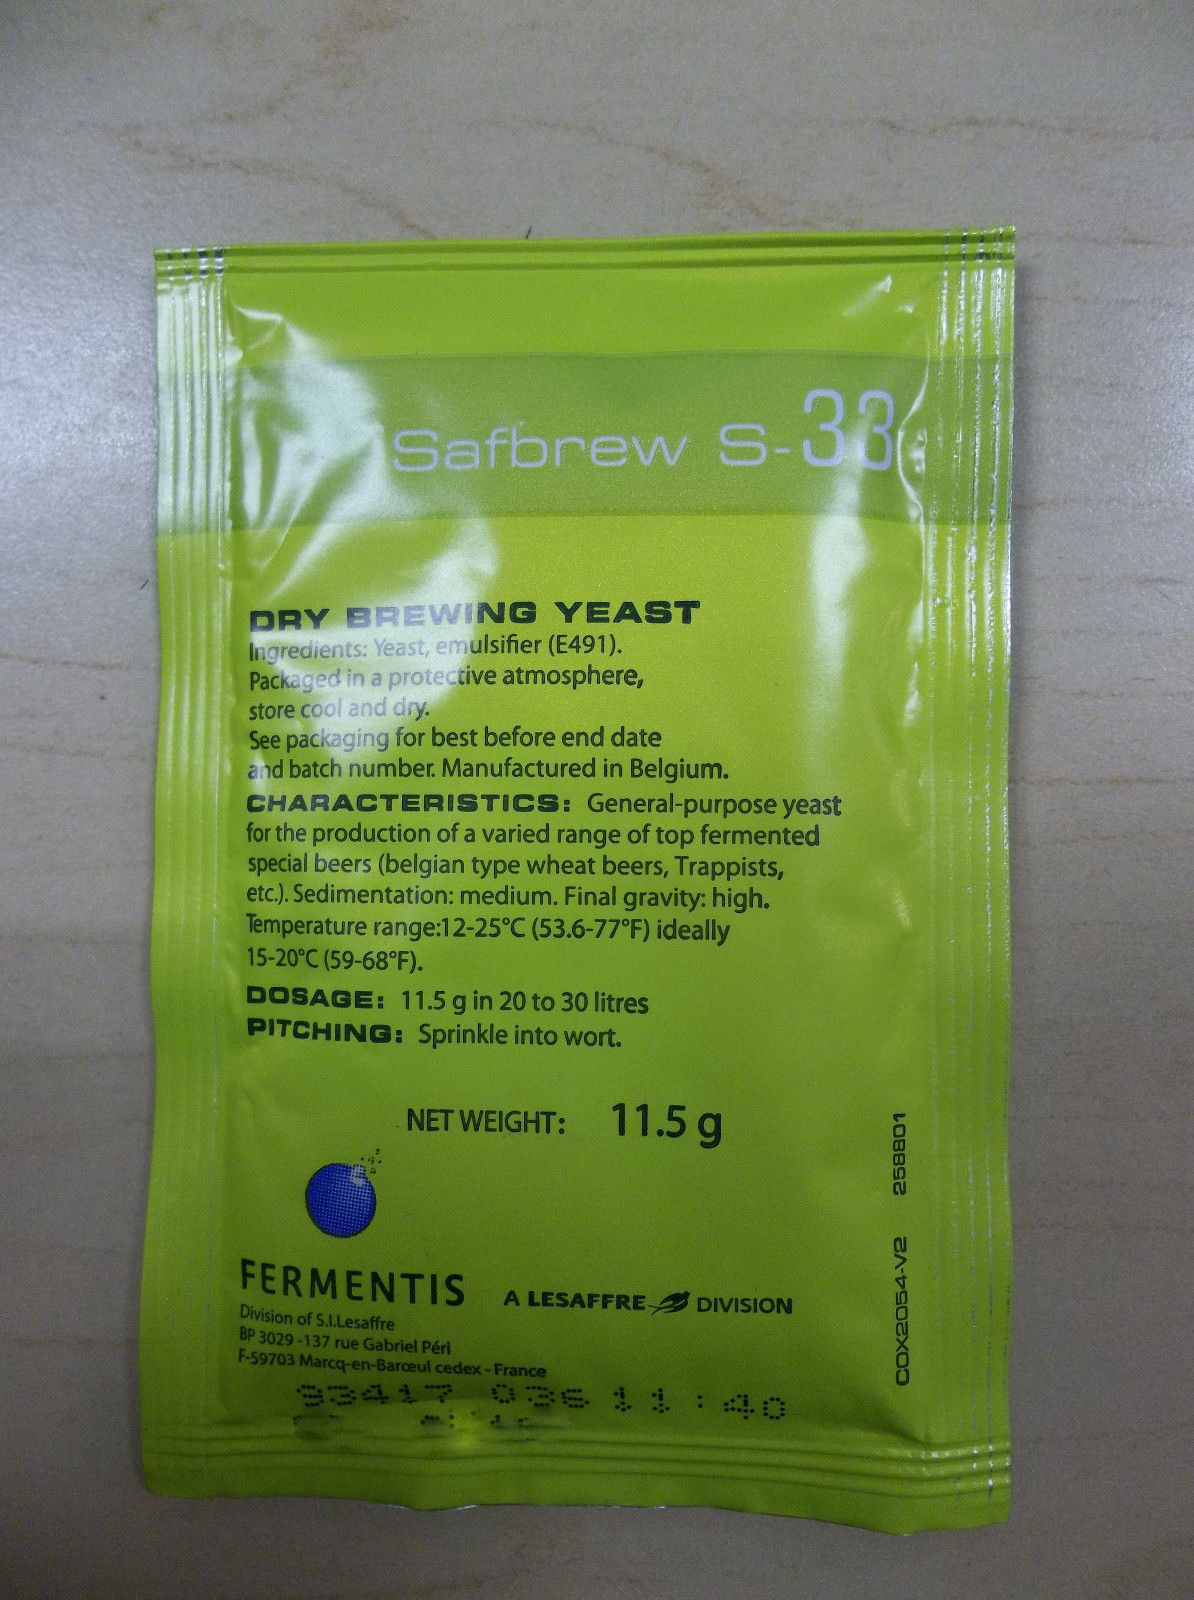 Safbrew S-33
DRY BREWING YEAST
Ingredients: Yeast, emulsifier (E491).
Packaged in a protective atmosphere,
store cool and dry.
See packaging for best before end date
and batch number. Manufactured in Belgium.
CHARACTERISTICS: General-purpose yeast
for the production of a varied range of top fermented
special beers (belgian type wheat beers, Trappists,
etc.). Sedimentation: medium. Final gravity: high.
Temperature range:12-25°C (53.6-77°F) ideally
15-20°C (59-68°F).
DOSAGE: 11.5 g in 20 to 30 litres
PITCHING: Sprinkle into wort.
NET WEIGHT: 11.5 g
FERMENTIS
A LESAFFRE DIVISION
Division of S.I.Lesaffre
BP 3029 -137 rue Gabriel Péri
F-59703 Marcq-en-Barœul cedex - France
93417 036 11:40
COX2054-V2 258801